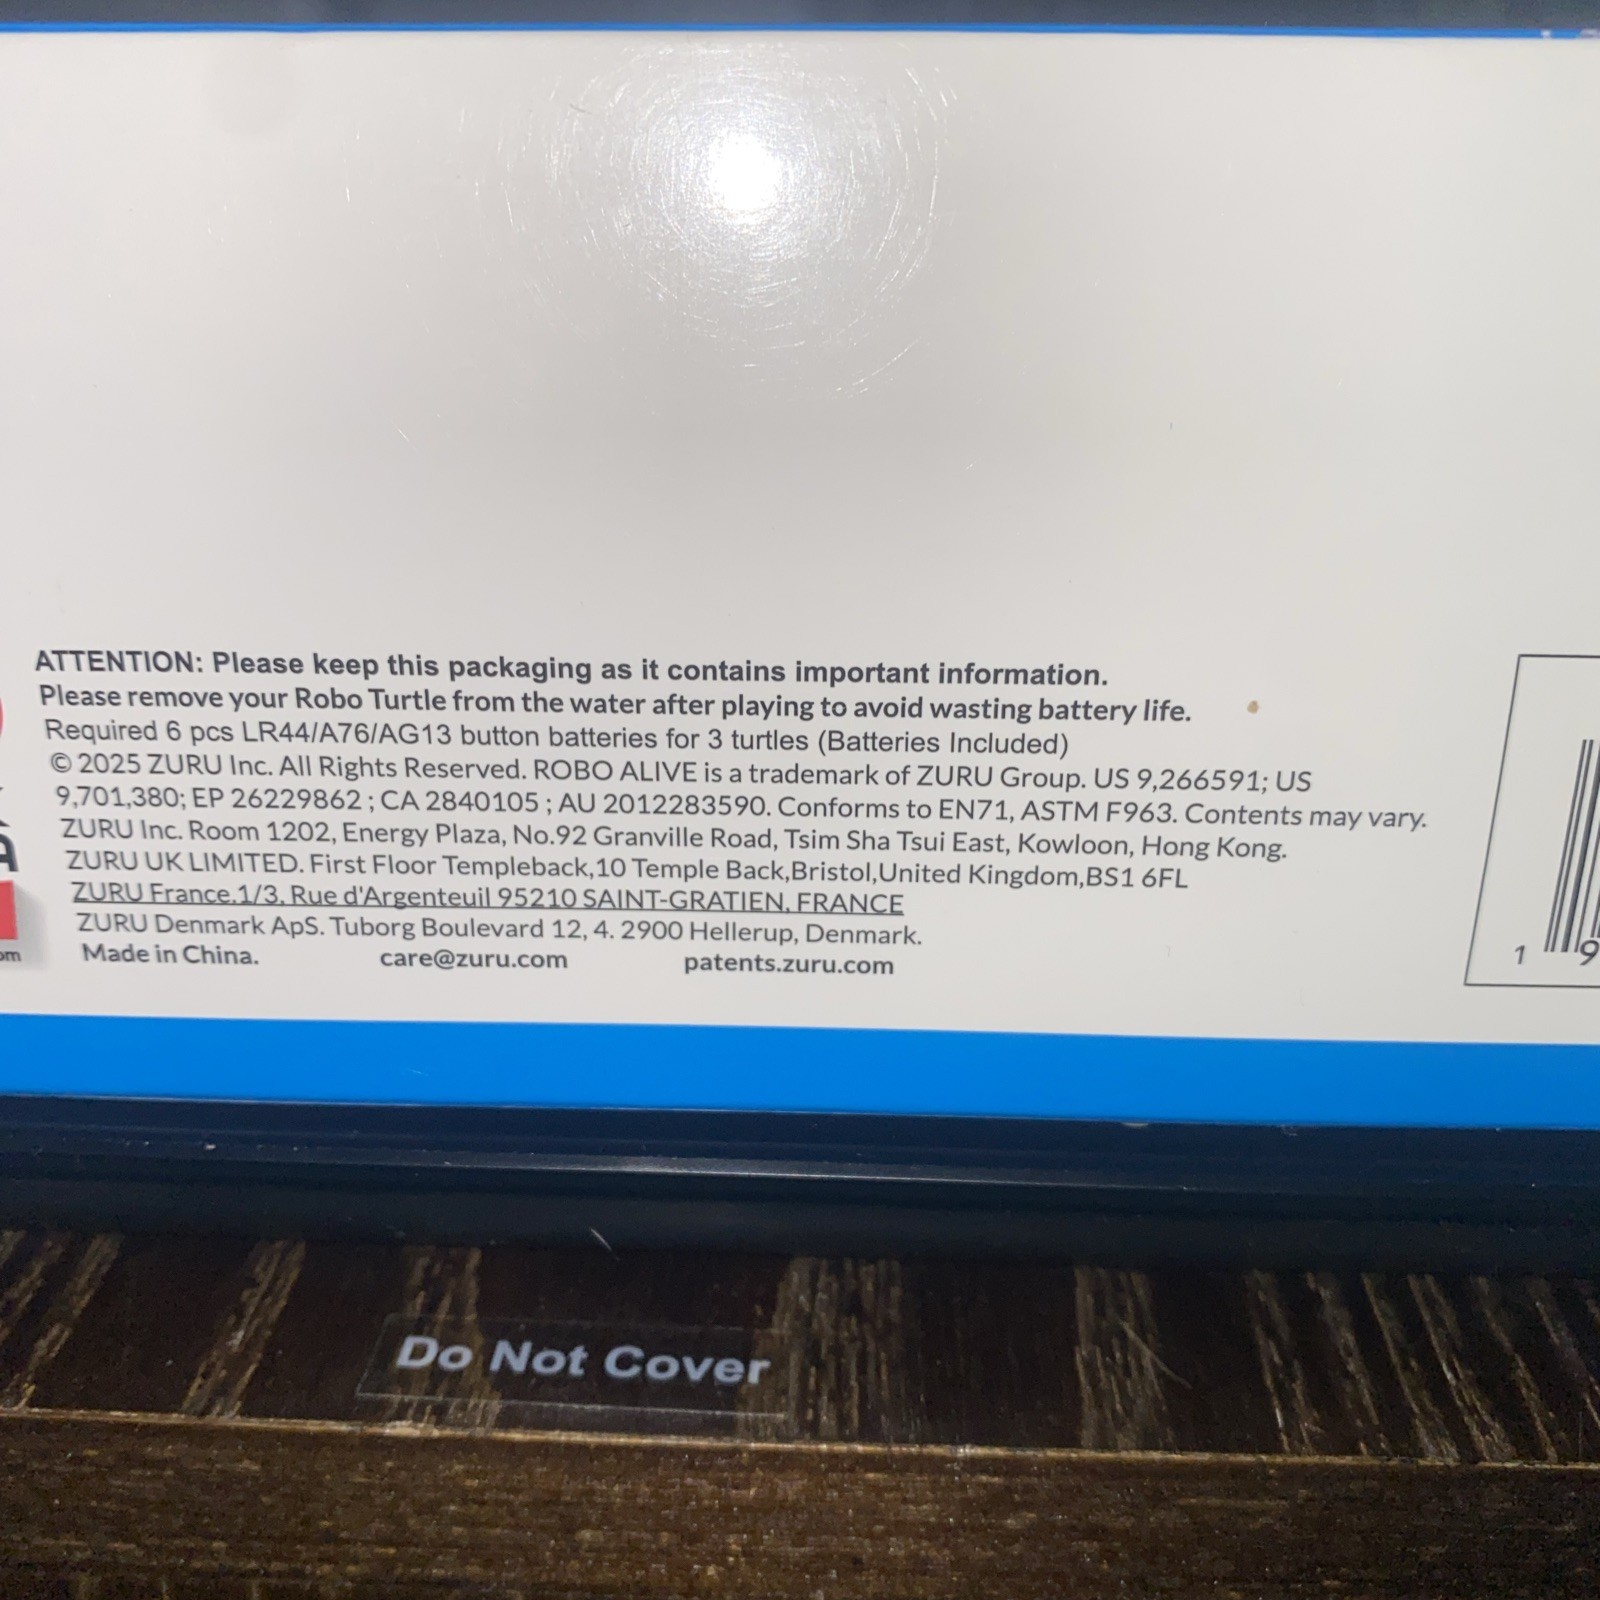 ATTENTION: Please keep this packaging as it contains important information.
Please remove your Robo Turtle from the water after playing to avoid wasting battery life.
Required 6 pcs LR44/A76/AG13 button batteries for 3 turtles (Batteries Included)
© 2025 ZURU Inc. All Rights Reserved. ROBO ALIVE is a trademark of ZURU Group. US 9,266591; US
9,701,380; EP 26229862 ; CA 2840105 ; AU 2012283590. Conforms to EN71, ASTM F963. Contents may vary.
ZURU Inc. Room 1202, Energy Plaza, No.92 Granville Road, Tsim Sha Tsui East, Kowloon, Hong Kong.
ZURU UK LIMITED. First Floor Templeback,10 Temple Back,Bristol,United Kingdom,BS1 6FL
ZURU France.1/3, Rue d'Argenteuil 95210 SAINT-GRATIEN, FRANCE
ZURU Denmark ApS. Tuborg Boulevard 12, 4. 2900 Hellerup, Denmark.
Made in China. care@zuru.com patents.zuru.com
1 9
Do Not Cover